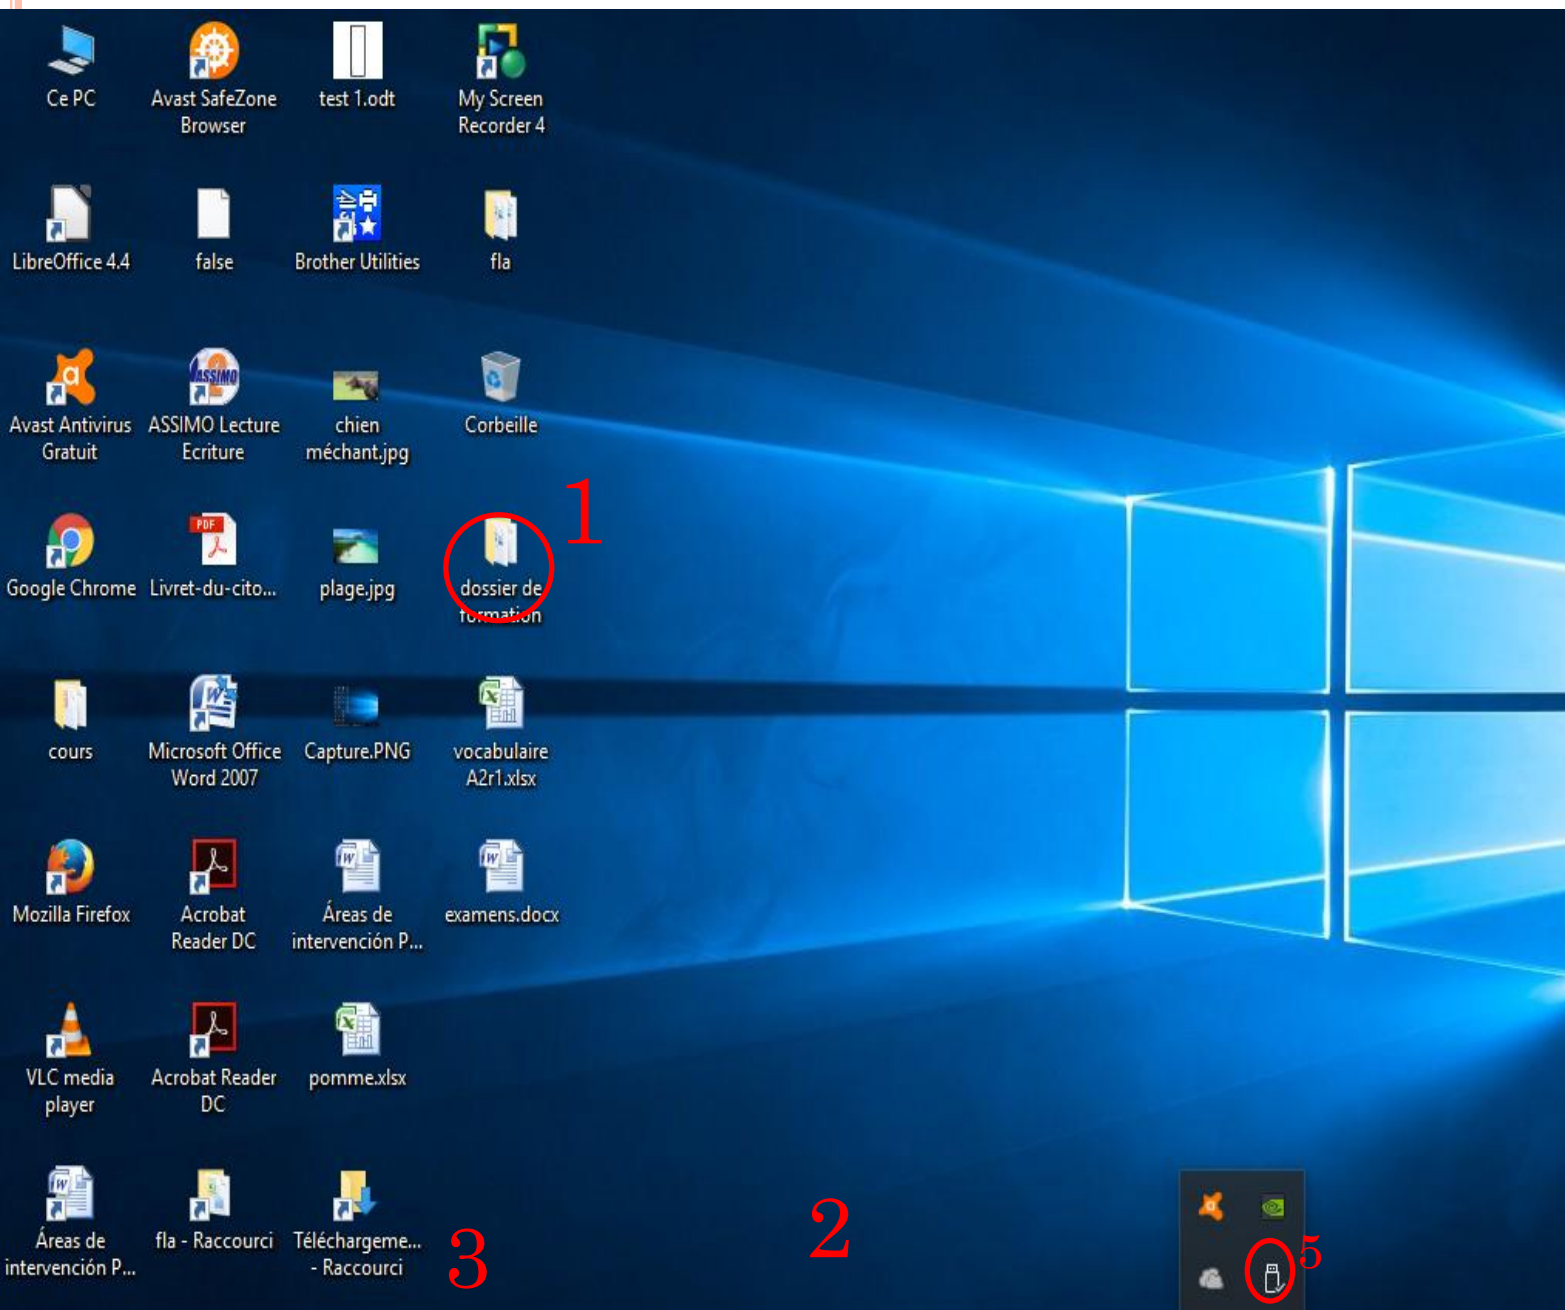 Ce PC
Avast SafeZone
Browser
test 1.odt
My Screen
Recorder 4
LibreOffice 4.4
false
Brother Utilities
fla
Avast Antivirus
Gratuit
ASSIMO Lecture
Ecriture
chien
méchant.jpg
Corbeille
1
Google Chrome
PDF
Livret-du-cito...
plage.jpg
dossier de
formation
cours
Microsoft Office
Word 2007
Capture.PNG
vocabulaire
A2r1.xlsx
Mozilla Firefox
Acrobat
Reader DC
Áreas de
intervención P...
examens.docx
VLC media
player
Acrobat Reader
DC
pomme.xlsx
Áreas de
intervención P...
fla - Raccourci
Téléchargeme...
- Raccourci
3
2
5